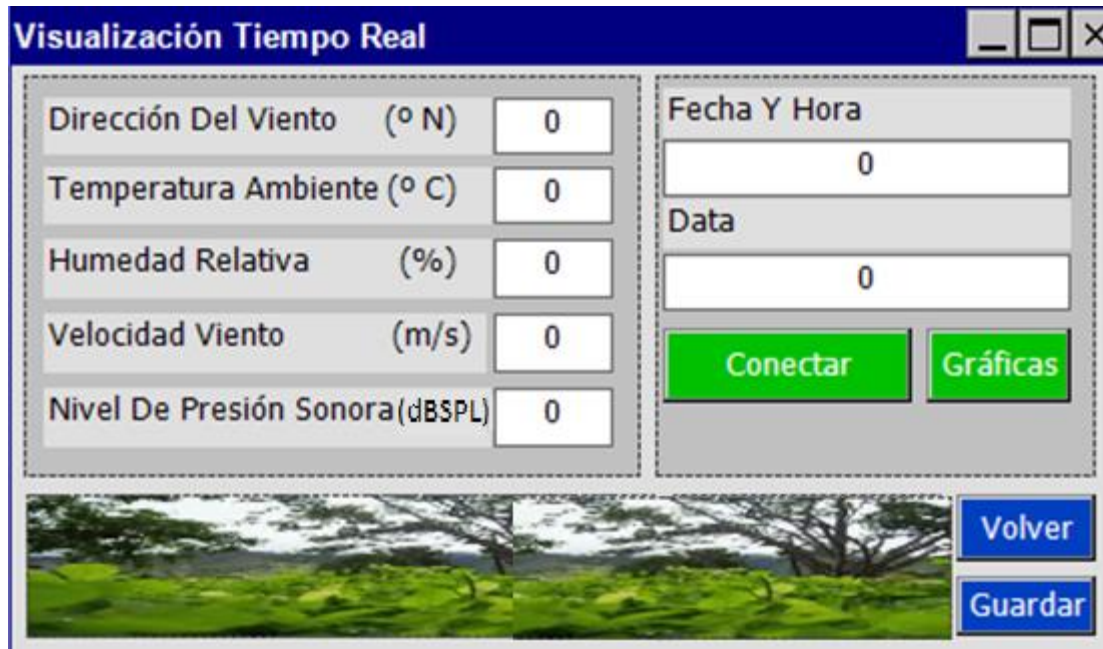 Visualización Tiempo Real
Dirección Del Viento (º N) 0
Temperatura Ambiente (º C) 0
Humedad Relativa (%) 0
Velocidad Viento (m/s) 0
Nivel De Presión Sonora (dBSPL) 0
Fecha Y Hora
0
Data
0
Conectar
Gráficas
Volver
Guardar